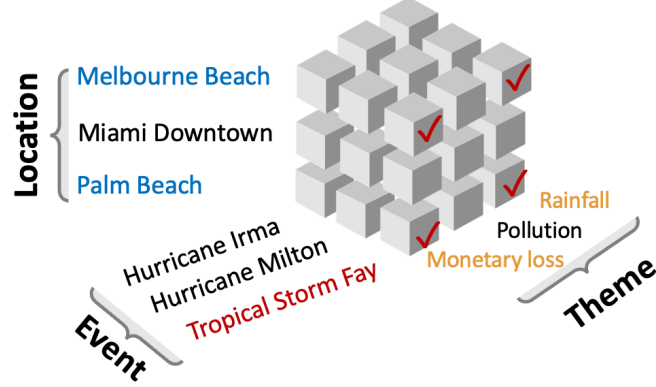 Location
Melbourne Beach
Miami Downtown
Palm Beach
Event
Hurricane Irma
Hurricane Milton
Tropical Storm Fay
Rainfall
Pollution
Monetary loss
Theme